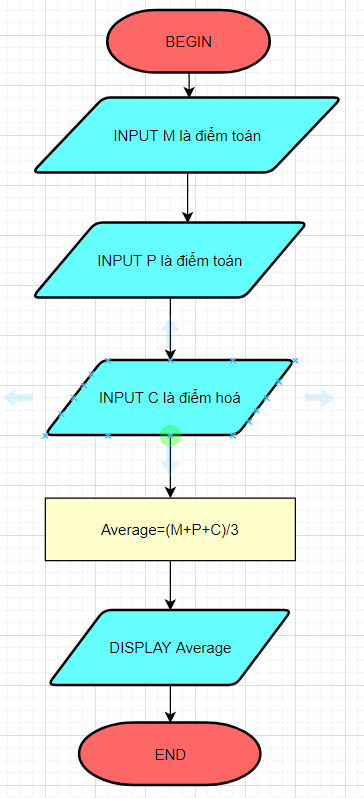 BEGIN
INPUT M là điểm toán
INPUT P là điểm toán
INPUT C là điểm hoá
Average=(M+P+C)/3
DISPLAY Average
END